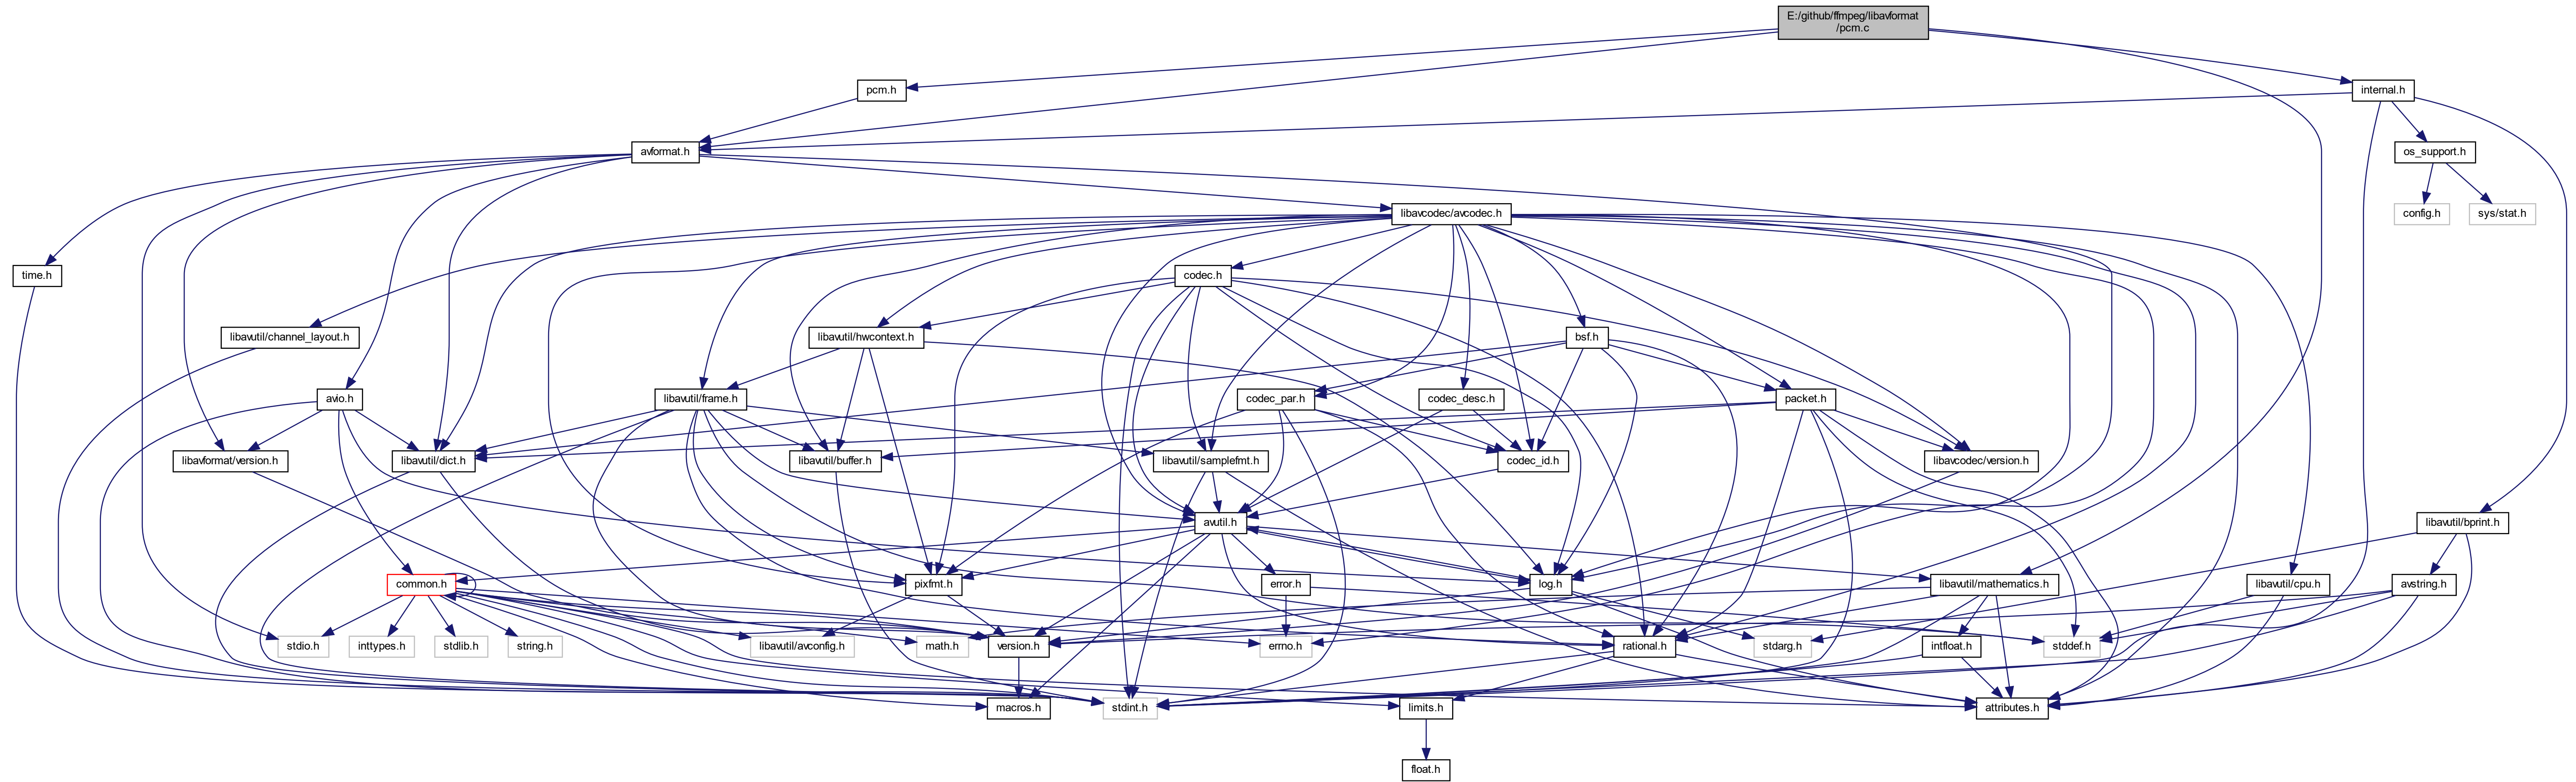 E:/github/ffmpeg/libavformat
/pcm.c
pcm.h
internal.h
avformat.h
os_support.h
libavcodec/avcodec.h
config.h
sys/stat.h
time.h
codec.h
libavutil/channel_layout.h
libavutil/hwcontext.h
bsf.h
avio.h
libavutil/frame.h
codec_par.h
codec_desc.h
packet.h
libavformat/version.h
libavutil/dict.h
libavutil/buffer.h
libavutil/samplefmt.h
codec_id.h
libavcodec/version.h
avutil.h
libavutil/bprint.h
common.h
pixfmt.h
error.h
log.h
libavutil/mathematics.h
libavutil/cpu.h
avstring.h
stdio.h
inttypes.h
stdlib.h
string.h
libavutil/avconfig.h
math.h
version.h
errno.h
rational.h
stdarg.h
intfloat.h
stddef.h
macros.h
stdint.h
limits.h
attributes.h
float.h